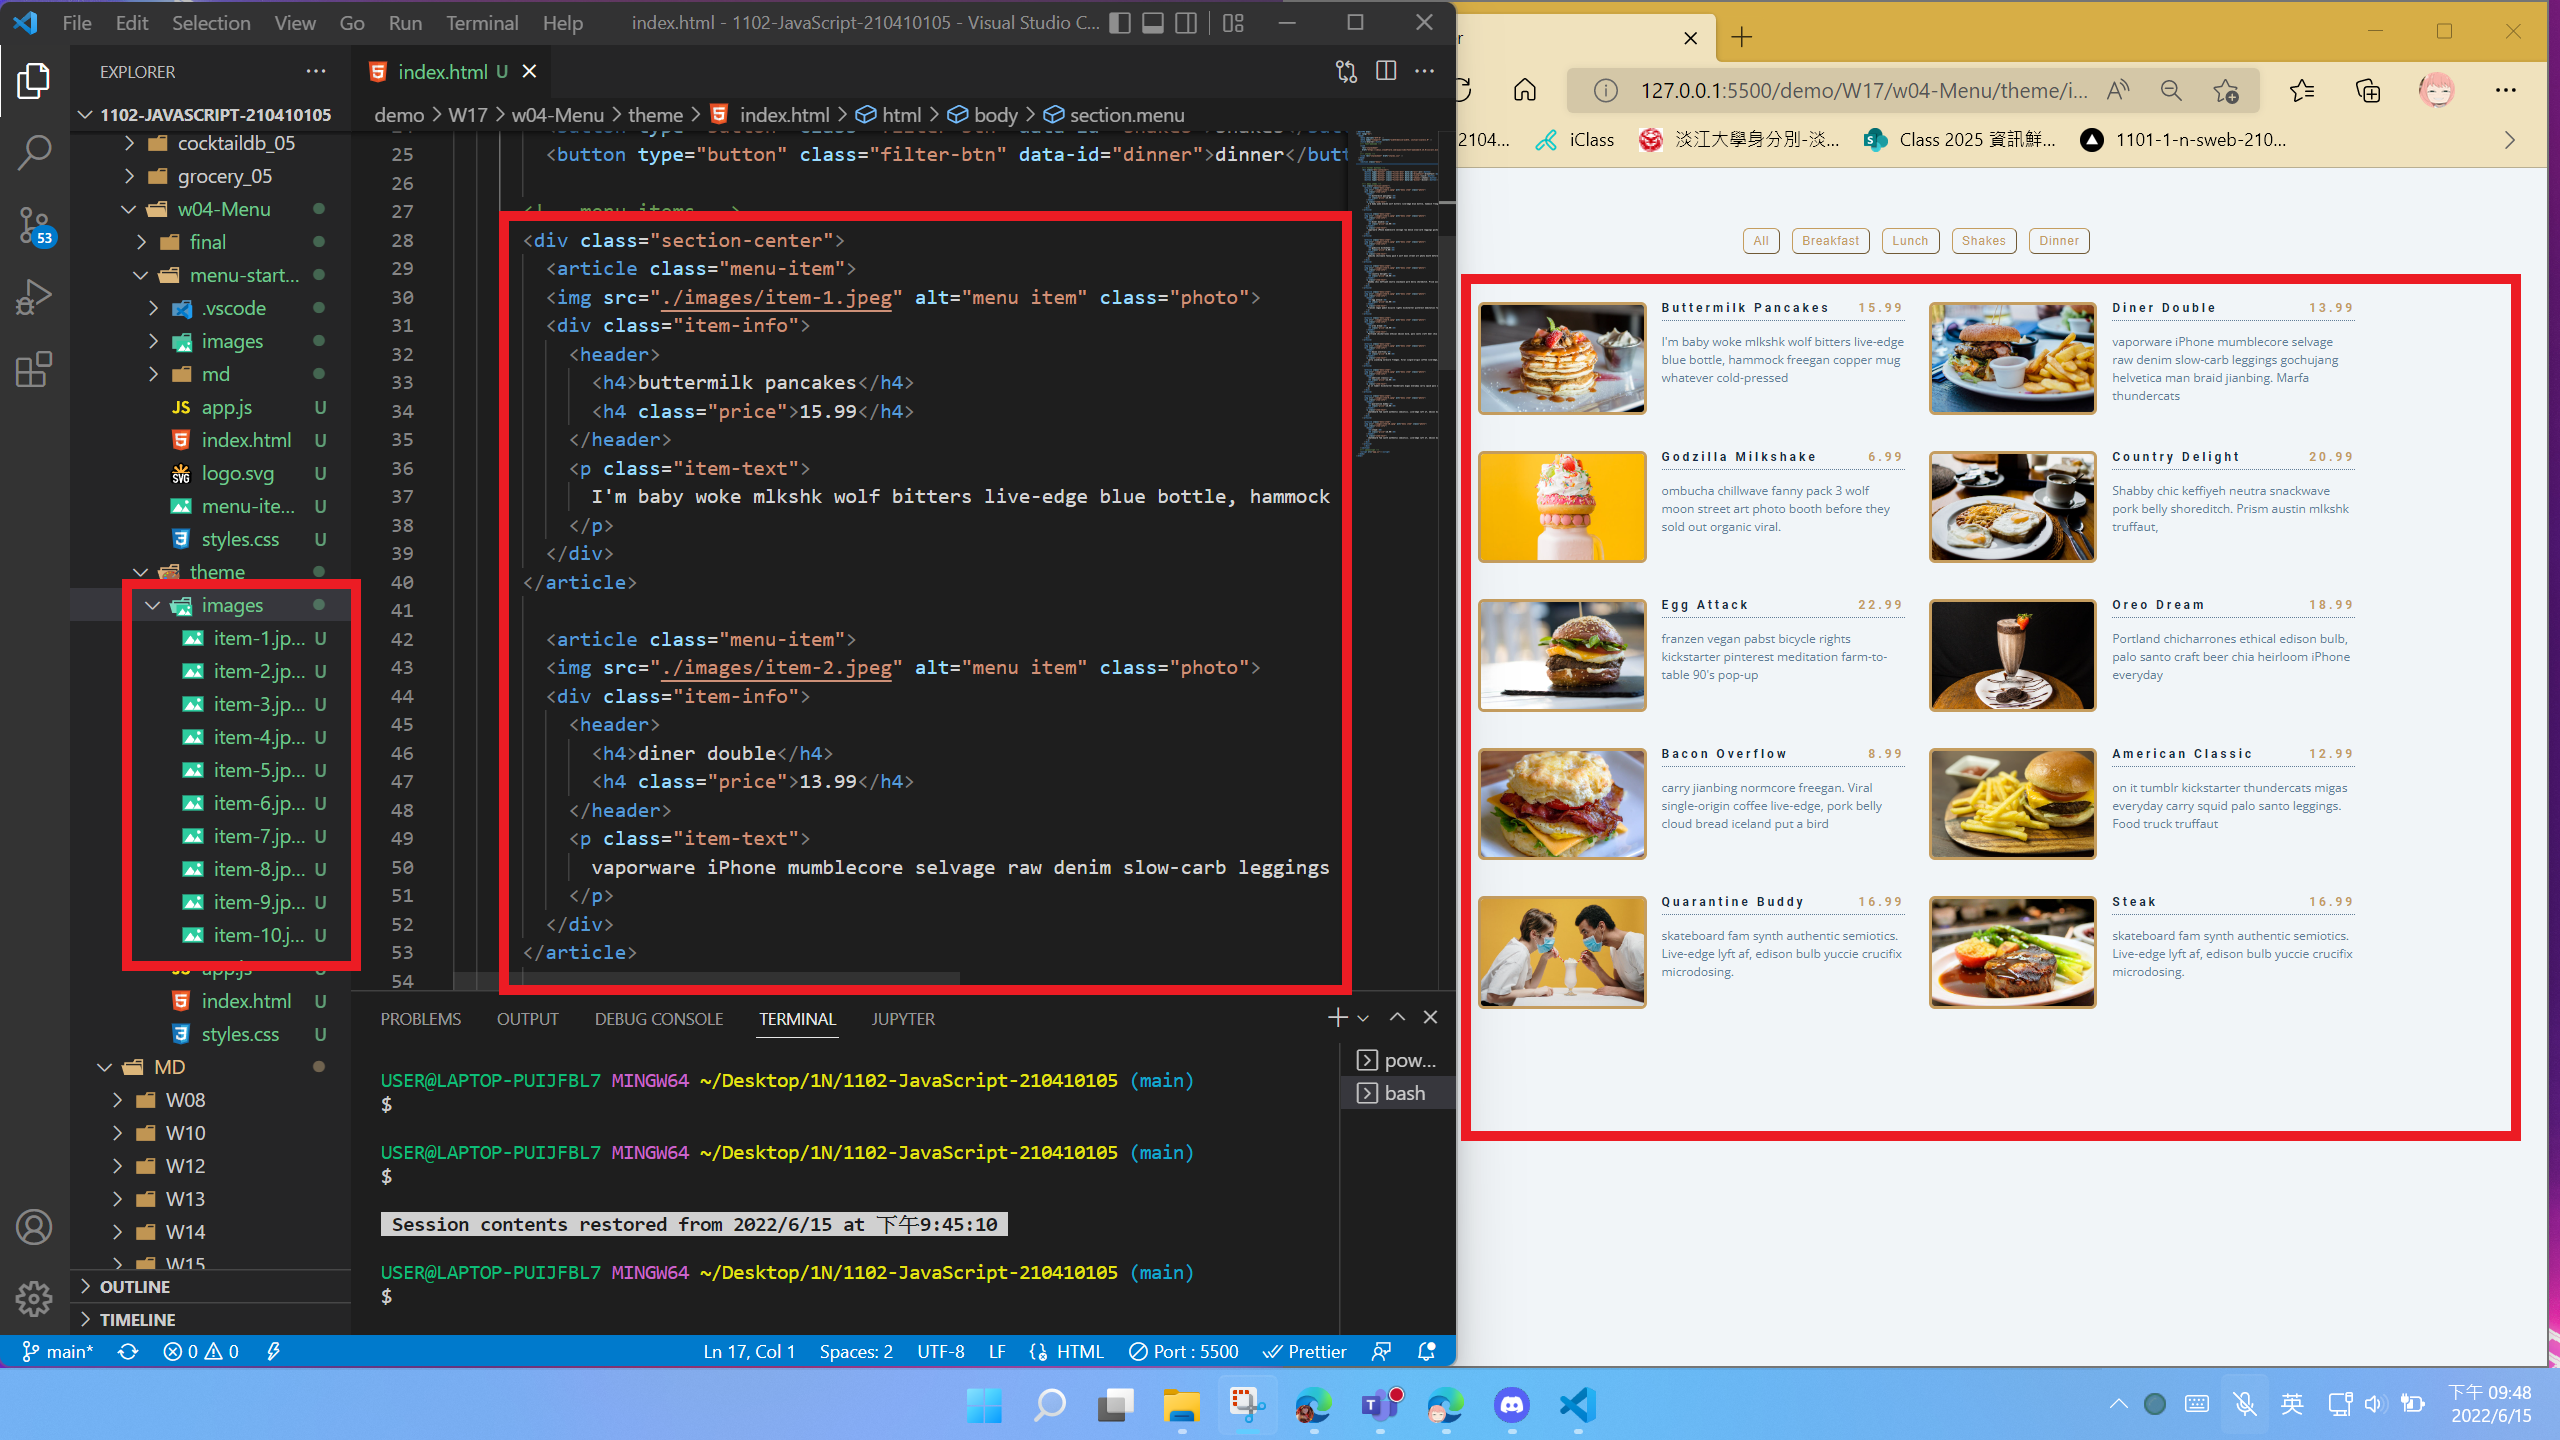 File Edit Selection View Go Run Terminal Help
index.html - 1102-JavaScript-210410105 - Visual Studio C...
EXPLORER
1102-JAVASCRIPT-210410105
cocktaildb_05
grocery_05
w04-Menu
final
menu-start...
.vscode
images
md
JS app.js U
index.html U
logo.svg U
menu-ite... U
styles.css U
theme
images
item-1.jp... U
item-2.jp... U
item-3.jp... U
item-4.jp... U
item-5.jp... U
item-6.jp... U
item-7.jp... U
item-8.jp... U
item-9.jp... U
item-10.j... U
app.js U
index.html U
styles.css U
MD
W08
W10
W12
W13
W14
W15
OUTLINE
TIMELINE
53
index.html U
demo > W17 > w04-Menu > theme > index.html > html > body > section.menu
25 <button type="button" class="filter-btn" data-id="dinner">dinner</butt
26
27 <!-- menu items -->
28 <div class="section-center">
29 <article class="menu-item">
30 <img src="./images/item-1.jpeg" alt="menu item" class="photo">
31 <div class="item-info">
32 <header>
33 <h4>buttermilk pancakes</h4>
34 <h4 class="price">15.99</h4>
35 </header>
36 <p class="item-text">
37 I'm baby woke mlkshk wolf bitters live-edge blue bottle, hammock
38 </p>
39 </div>
40 </article>
41
42 <article class="menu-item">
43 <img src="./images/item-2.jpeg" alt="menu item" class="photo">
44 <div class="item-info">
45 <header>
46 <h4>diner double</h4>
47 <h4 class="price">13.99</h4>
48 </header>
49 <p class="item-text">
50 vaporware iPhone mumblecore selvage raw denim slow-carb leggings
51 </p>
52 </div>
53 </article>
54
PROBLEMS OUTPUT DEBUG CONSOLE TERMINAL JUPYTER
pow...
bash
USER@LAPTOP-PUIJFBL7 MINGW64 ~/Desktop/1N/1102-JavaScript-210410105 (main)
$
USER@LAPTOP-PUIJFBL7 MINGW64 ~/Desktop/1N/1102-JavaScript-210410105 (main)
$
Session contents restored from 2022/6/15 at 下午9:45:10
USER@LAPTOP-PUIJFBL7 MINGW64 ~/Desktop/1N/1102-JavaScript-210410105 (main)
$
main* 0 0 Ln 17, Col 1 Spaces: 2 UTF-8 LF HTML Port : 5500 Prettier
127.0.0.1:5500/demo/W17/w04-Menu/theme/i...
2104... iClass 淡江大學身分別-淡... Class 2025 資訊鮮... 1101-1-n-sweb-210...
All Breakfast Lunch Shakes Dinner
Buttermilk Pancakes 15.99
I'm baby woke mlkshk wolf bitters live-edge
blue bottle, hammock freegan copper mug
whatever cold-pressed
Diner Double 13.99
vaporware iPhone mumblecore selvage
raw denim slow-carb leggings gochujang
helvetica man braid jianbing. Marfa
thundercats
Godzilla Milkshake 6.99
ombucha chillwave fanny pack 3 wolf
moon street art photo booth before they
sold out organic viral.
Country Delight 20.99
Shabby chic keffiyeh neutra snackwave
pork belly shoreditch. Prism austin mlkshk
truffaut,
Egg Attack 22.99
franzen vegan pabst bicycle rights
kickstarter pinterest meditation farm-to-
table 90's pop-up
Oreo Dream 18.99
Portland chicharrones ethical edison bulb,
palo santo craft beer chia heirloom iPhone
everyday
Bacon Overflow 8.99
carry jianbing normcore freegan. Viral
single-origin coffee live-edge, pork belly
cloud bread iceland put a bird
American Classic 12.99
on it tumblr kickstarter thundercats migas
everyday carry squid palo santo leggings.
Food truck truffaut
Quarantine Buddy 16.99
skateboard fam synth authentic semiotics.
Live-edge lyft af, edison bulb yuccie crucifix
microdosing.
Steak 16.99
skateboard fam synth authentic semiotics.
Live-edge lyft af, edison bulb yuccie crucifix
microdosing.
英
下午 09:48
2022/6/15